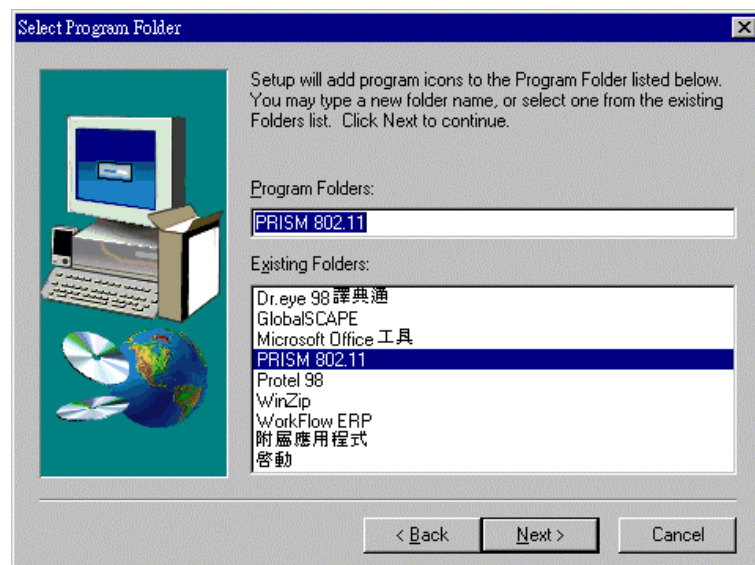 Select Program Folder
Setup will add program icons to the Program Folder listed below.
You may type a new folder name, or select one from the existing
Folders list. Click Next to continue.
Program Folders:
PRISM 802.11
Existing Folders:
Dr.eye 98 譯典通
GlobalSCAPE
Microsoft Office 工具
PRISM 802.11
Protel 98
WinZip
WorkFlow ERP
附屬應用程式
啓動
< Back
Next >
Cancel